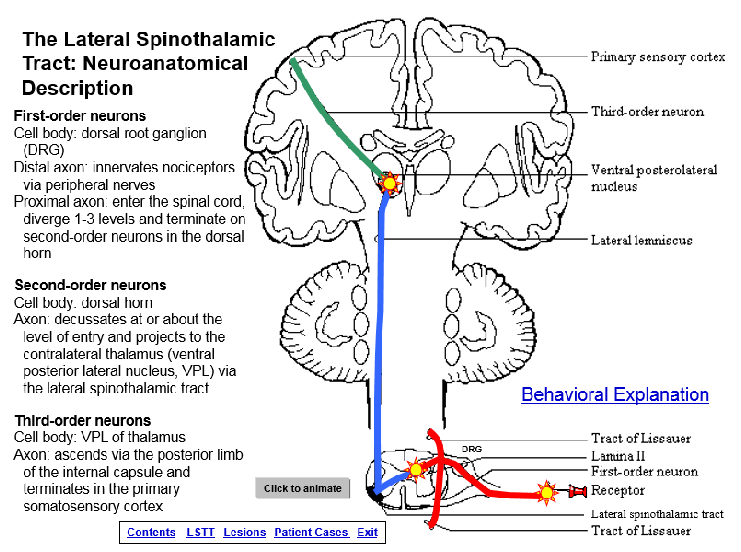 The Lateral Spinothalamic
Tract: Neuroanatomical
Description
First-order neurons
Cell body: dorsal root ganglion
(DRG)
Distal axon: innervates nociceptors
via peripheral nerves
Proximal axon: enter the spinal cord,
diverge 1-3 levels and terminate on
second-order neurons in the dorsal
horn
Second-order neurons
Cell body: dorsal horn
Axon: decussates at or about the
level of entry and projects to the
contralateral thalamus (ventral
posterior lateral nucleus, VPL) via
the lateral spinothalamic tract
Third-order neurons
Cell body: VPL of thalamus
Axon: ascends via the posterior limb
of the internal capsule and
terminates in the primary
somatosensory cortex
Primary sensory cortex
Third-order neuron
Ventral posterolateral
nucleus
Lateral lemniscus
Behavioral Explanation
DRG
Tract of Lissauer
Lamina II
First-order neuron
Receptor
Lateral spinothalamic tract
Tract of Lissauer
Click to animate
Contents LSTT Lesions Patient Cases Exit